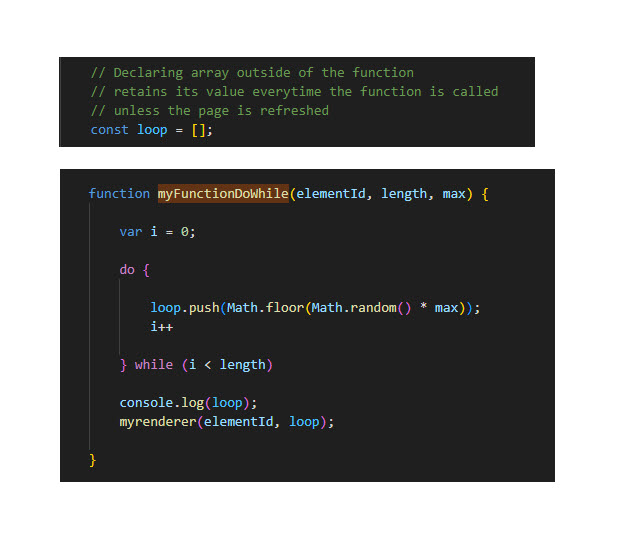 // Declaring array outside of the function
// retains its value everytime the function is called
// unless the page is refreshed
const loop = [];
function myFunctionDoWhile(elementId, length, max) {
var i = 0;
do {
loop.push(Math.floor(Math.random() * max));
i++
} while (i < length)
console.log(loop);
myrenderer(elementId, loop);
}